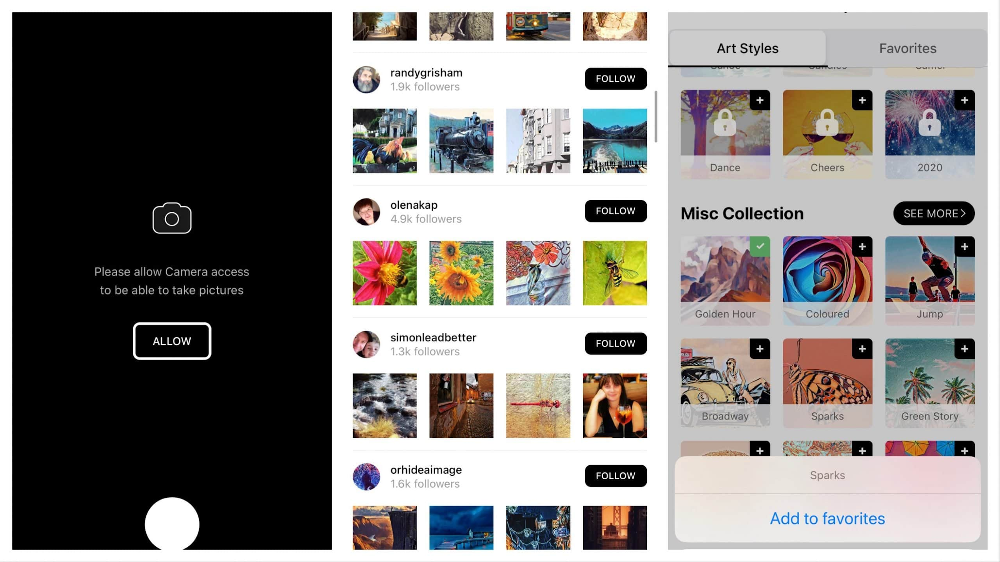 Please allow Camera access
to be able to take pictures
ALLOW
randygrisham
1.9k followers
FOLLOW
olenakap
4.9k followers
FOLLOW
simonleadbetter
1.3k followers
FOLLOW
orhideaimage
1.6k followers
FOLLOW
Art Styles
Favorites
Dance
Cheers
2020
Misc Collection
SEE MORE
Golden Hour
Coloured
Jump
Broadway
Sparks
Green Story
Sparks
Add to favorites